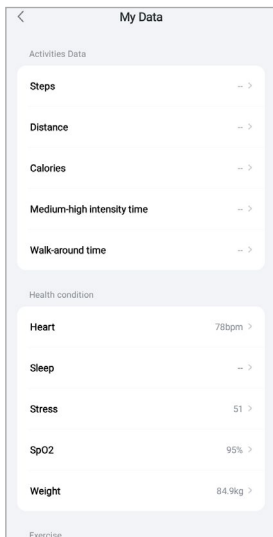 My Data
Activities Data
Steps -- >
Distance -- >
Calories -- >
Medium-high intensity time -- >
Walk-around time -- >
Health condition
Heart 78bpm >
Sleep -- >
Stress 51 >
SpO2 95% >
Weight 84.9kg >
Exercise